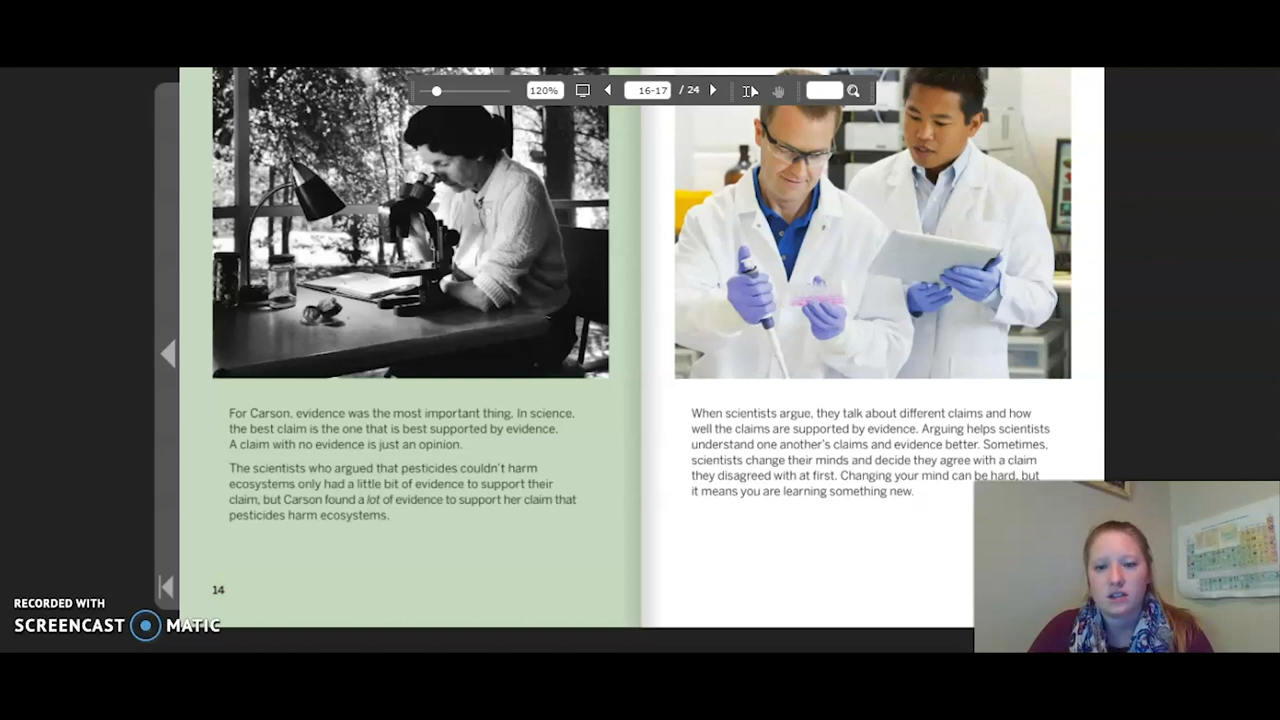 120%
16-17
/ 24
For Carson, evidence was the most important thing. In science,
the best claim is the one that is best supported by evidence.
A claim with no evidence is just an opinion.
The scientists who argued that pesticides couldn't harm
ecosystems only had a little bit of evidence to support their
claim, but Carson found a lot of evidence to support her claim that
pesticides harm ecosystems.
14
When scientists argue, they talk about different claims and how
well the claims are supported by evidence. Arguing helps scientists
understand one another's claims and evidence better. Sometimes,
scientists change their minds and decide they agree with a claim
they disagreed with at first. Changing your mind can be hard, but
it means you are learning something new.
RECORDED WITH
SCREENCAST MATIC